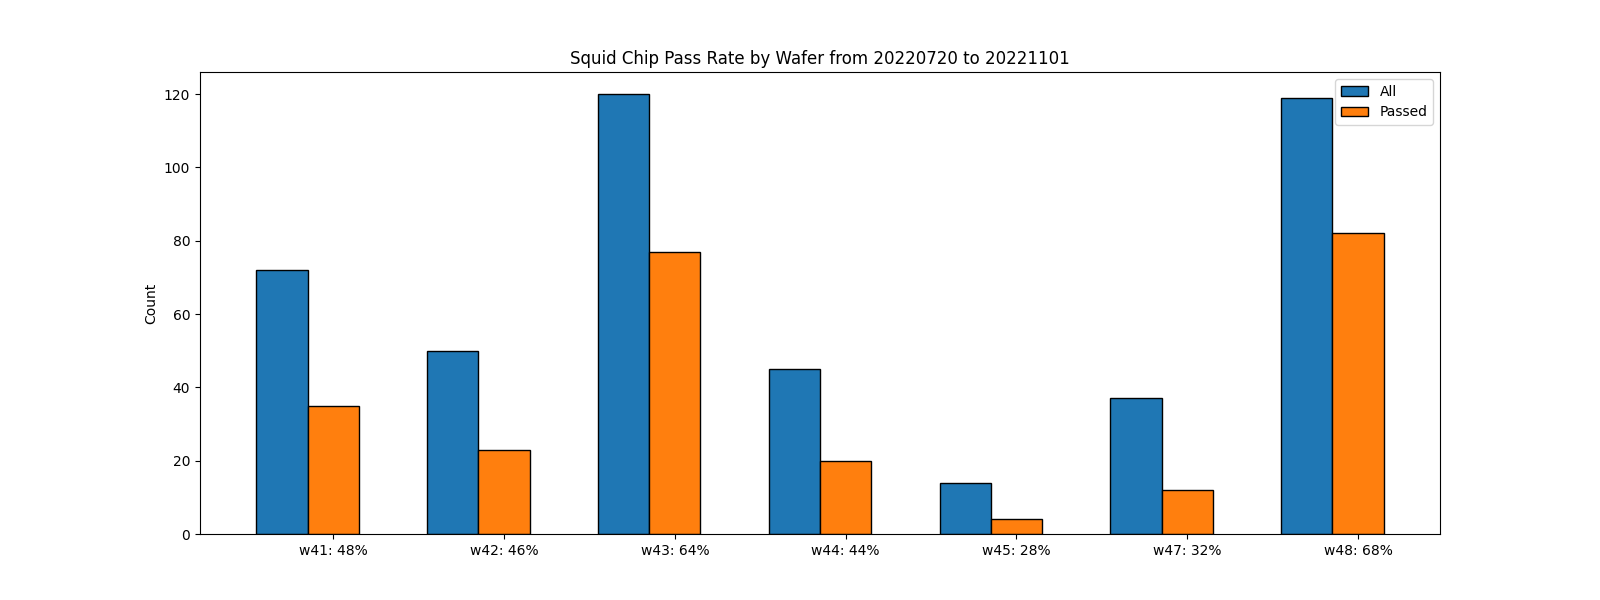 Squid Chip Pass Rate by Wafer from 20220720 to 20221101
All
Passed
120
100
80
60
40
20
0
Count
w41: 48%
w42: 46%
w43: 64%
w44: 44%
w45: 28%
w47: 32%
w48: 68%